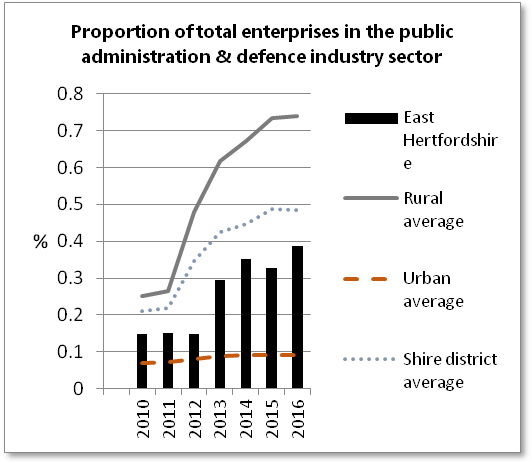 Proportion of total enterprises in the public
administration & defence industry sector
0.8
0.7
0.6
0.5
0.4
0.3
0.2
0.1
0
%
2010
2011
2012
2013
2014
2015
2016
East
Hertfordshir
e
Rural
average
Urban
average
Shire district
average